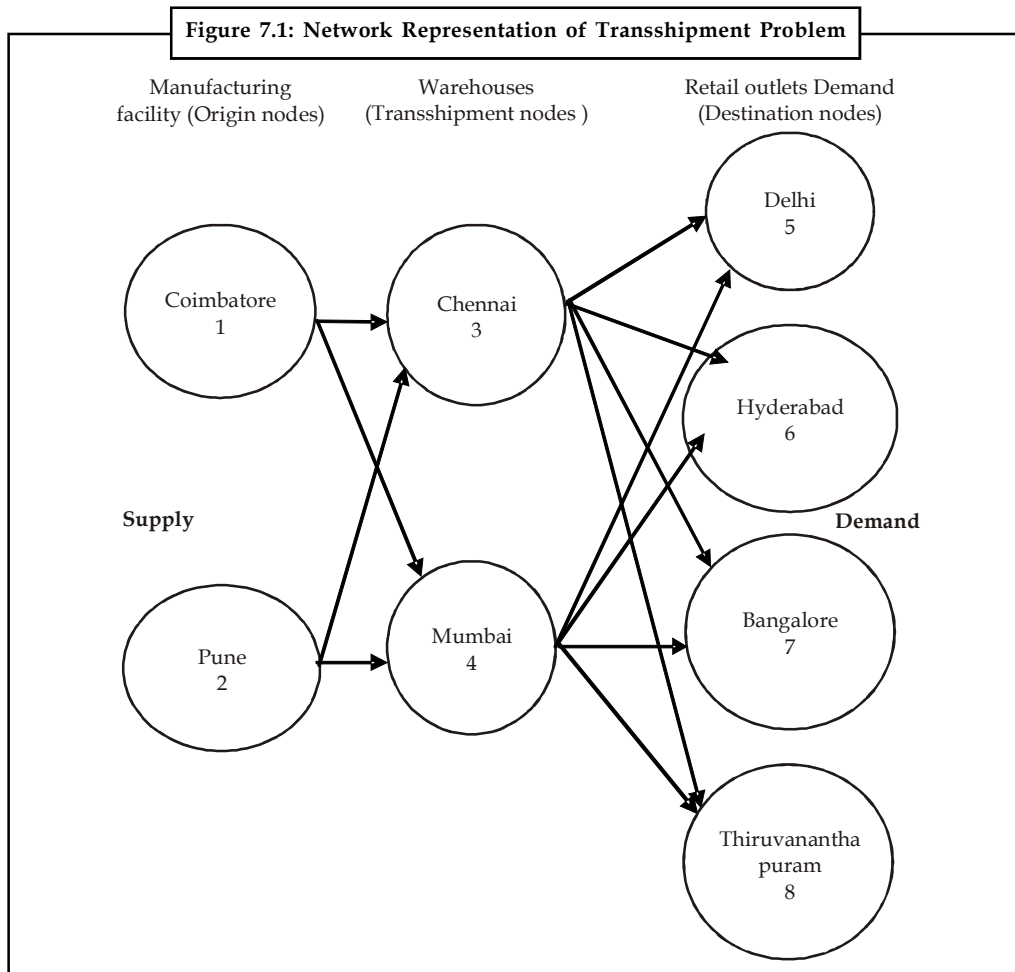 Figure 7.1: Network Representation of Transshipment Problem
Manufacturing
facility (Origin nodes)
Warehouses
(Transshipment nodes )
Retail outlets Demand
(Destination nodes)
Coimbatore
1
Pune
2
Supply
Chennai
3
Mumbai
4
Delhi
5
Hyderabad
6
Demand
Bangalore
7
Thiruvanantha
puram
8